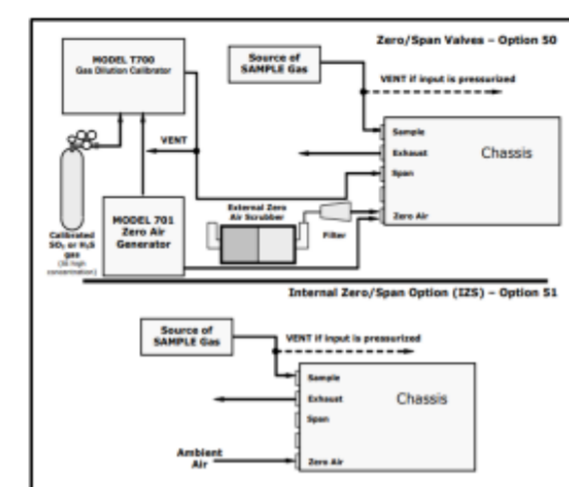 Zero/Span Valves – Option 50
MODEL T700
Gas Dilution Calibrator
Source of
SAMPLE Gas
VENT if input is pressurized
VENT
Sample
Exhaust
Span
Zero Air
Chassis
External Zero
Air Scrubber
Filter
MODEL 701
Zero Air
Generator
Calibrated
SO₂ or H₂S
gas
(at high
concentration)
Internal Zero/Span Option (IZS) – Option 51
Source of
SAMPLE Gas
VENT if input is pressurized
Sample
Exhaust
Span
Zero Air
Chassis
Ambient
Air